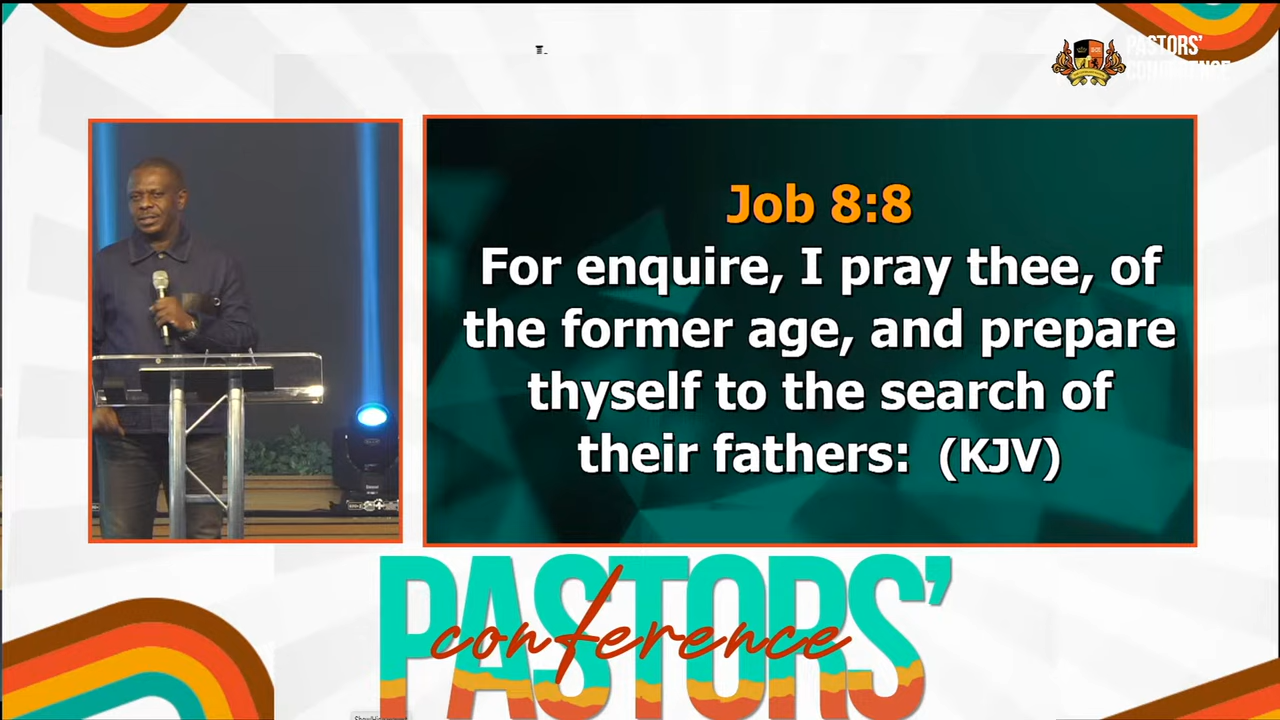 PASTORS'
CONFERENCE
Job 8:8
For enquire, I pray thee, of
the former age, and prepare
thyself to the search of
their fathers: (KJV)
PASTORS'
conference